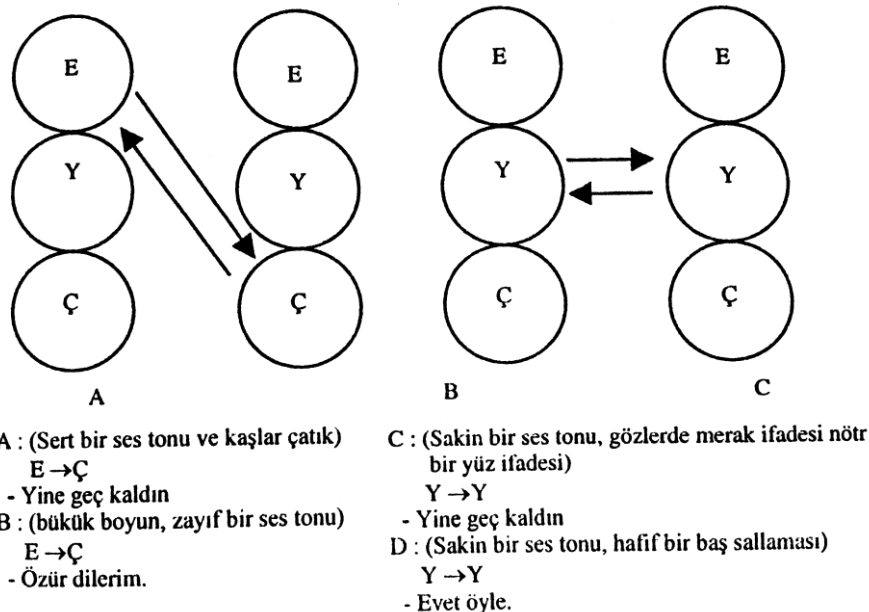 E E E E
Y Y Y Y
Ç Ç Ç Ç
A B C
A : (Sert bir ses tonu ve kaşlar çatık)
E →Ç
- Yine geç kaldın
B : (bükük boyun, zayıf bir ses tonu)
E →Ç
- Özür dilerim.
C : (Sakin bir ses tonu, gözlerde merak ifadesi nötr
bir yüz ifadesi)
Y →Y
- Yine geç kaldın
D : (Sakin bir ses tonu, hafif bir baş sallaması)
Y →Y
- Evet öyle.